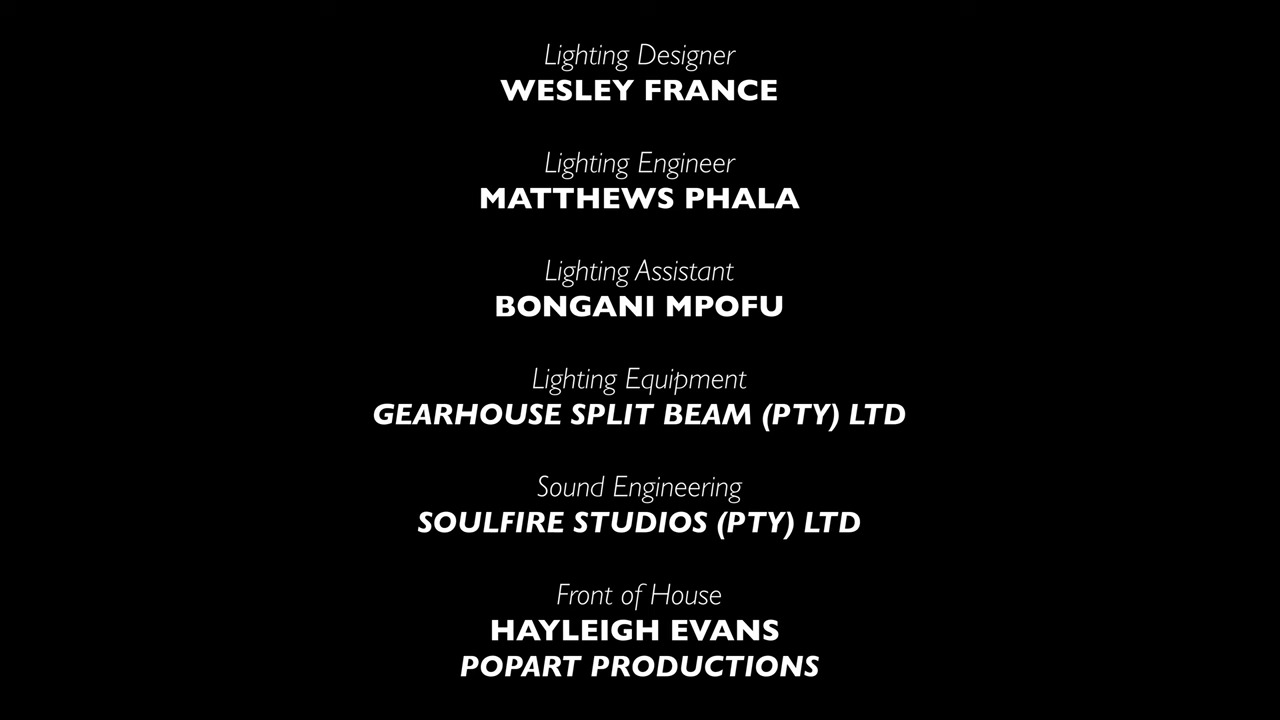 Lighting Designer
WESLEY FRANCE
Lighting Engineer
MATTHEWS PHALA
Lighting Assistant
BONGANI MPOFU
Lighting Equipment
GEARHOUSE SPLIT BEAM (PTY) LTD
Sound Engineering
SOULFIRE STUDIOS (PTY) LTD
Front of House
HAYLEIGH EVANS
POPART PRODUCTIONS